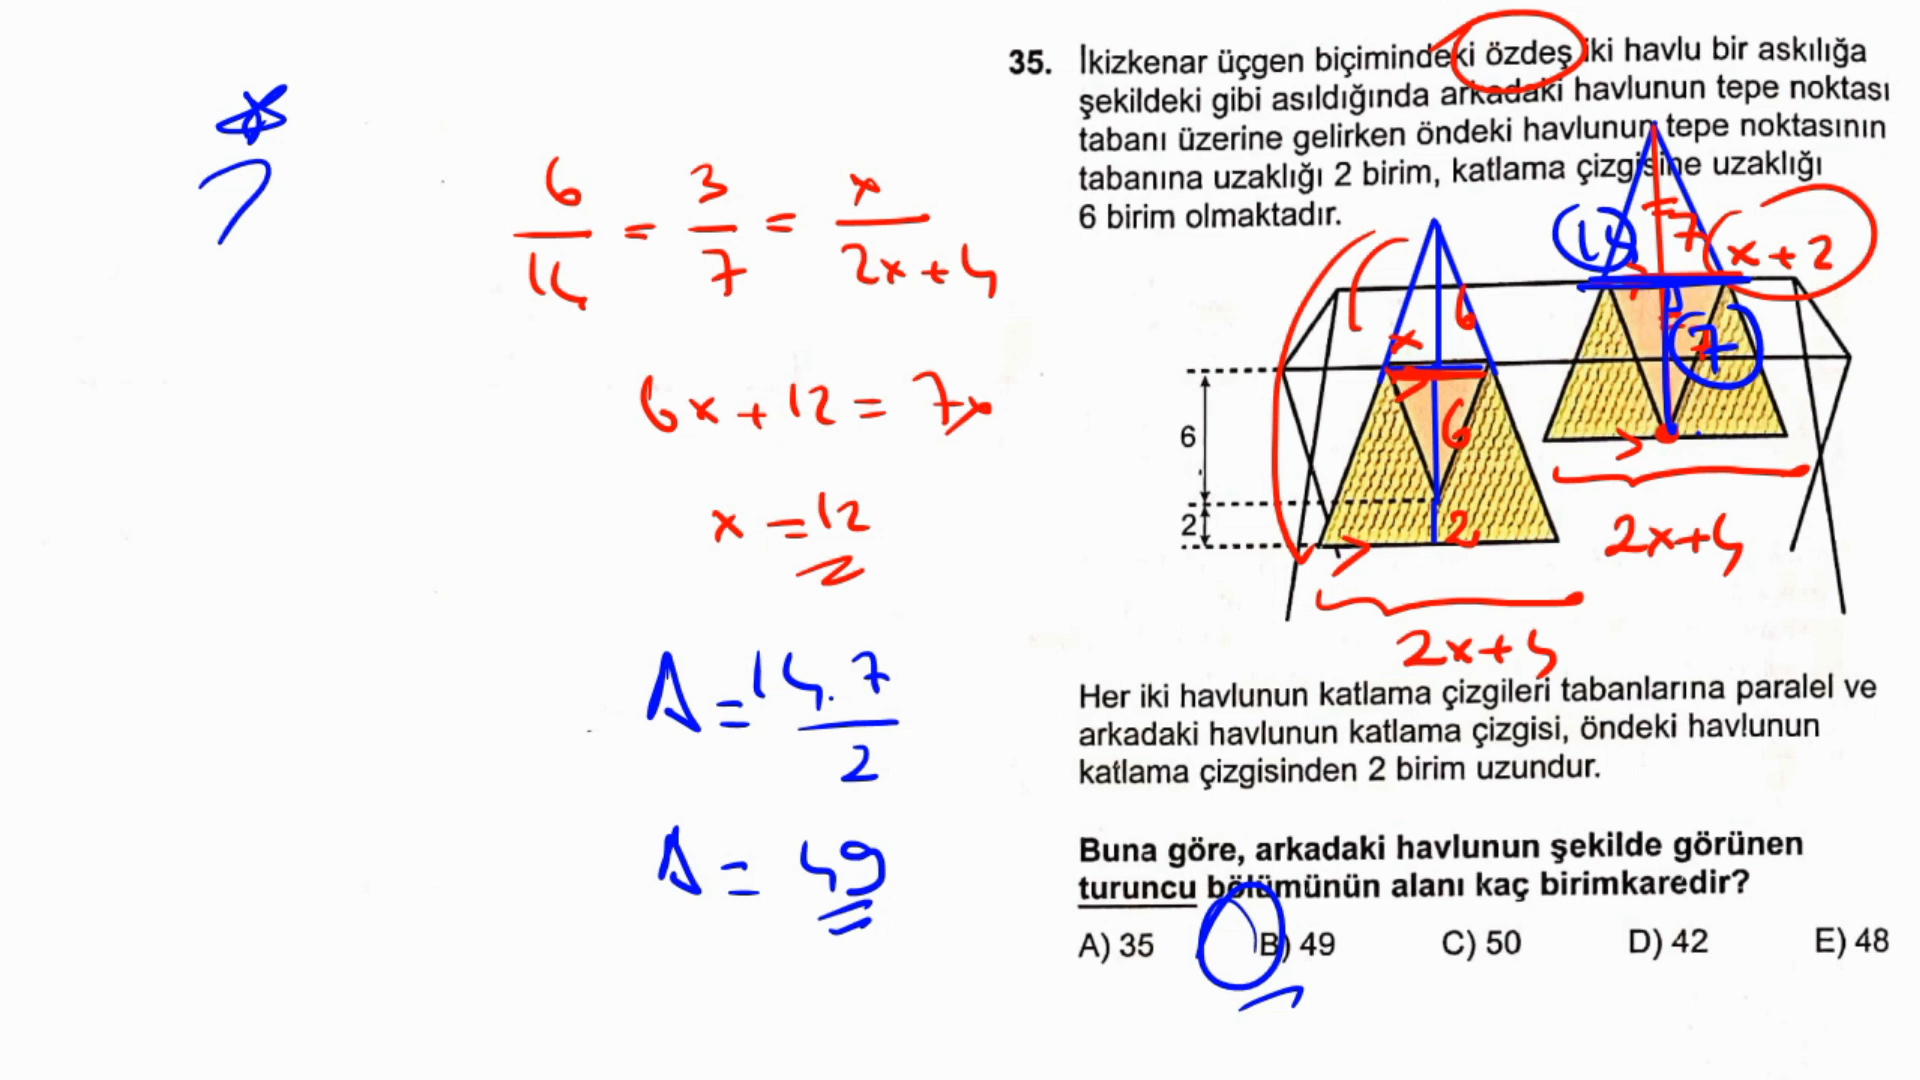 35. İkizkenar üçgen biçimindeki özdeş iki havlu bir askılığa
şekildeki gibi asıldığında arkadaki havlunun tepe noktası
tabanı üzerine gelirken öndeki havlunun tepe noktasının
tabanına uzaklığı 2 birim, katlama çizgisine uzaklığı
6 birim olmaktadır.
14
7
x+2
6
x
7
6
6
2
2
2x+4
2x+4
6/14 = 3/7 = x/2x+4
6x+12 = 7x
x = 12
A = 14.7/2
A = 49
Her iki havlunun katlama çizgileri tabanlarına paralel ve
arkadaki havlunun katlama çizgisi, öndeki havlunun
katlama çizgisinden 2 birim uzundur.
Buna göre, arkadaki havlunun şekilde görünen
turuncu bölümünün alanı kaç birimkaredir?
A) 35 B) 49 C) 50 D) 42 E) 48